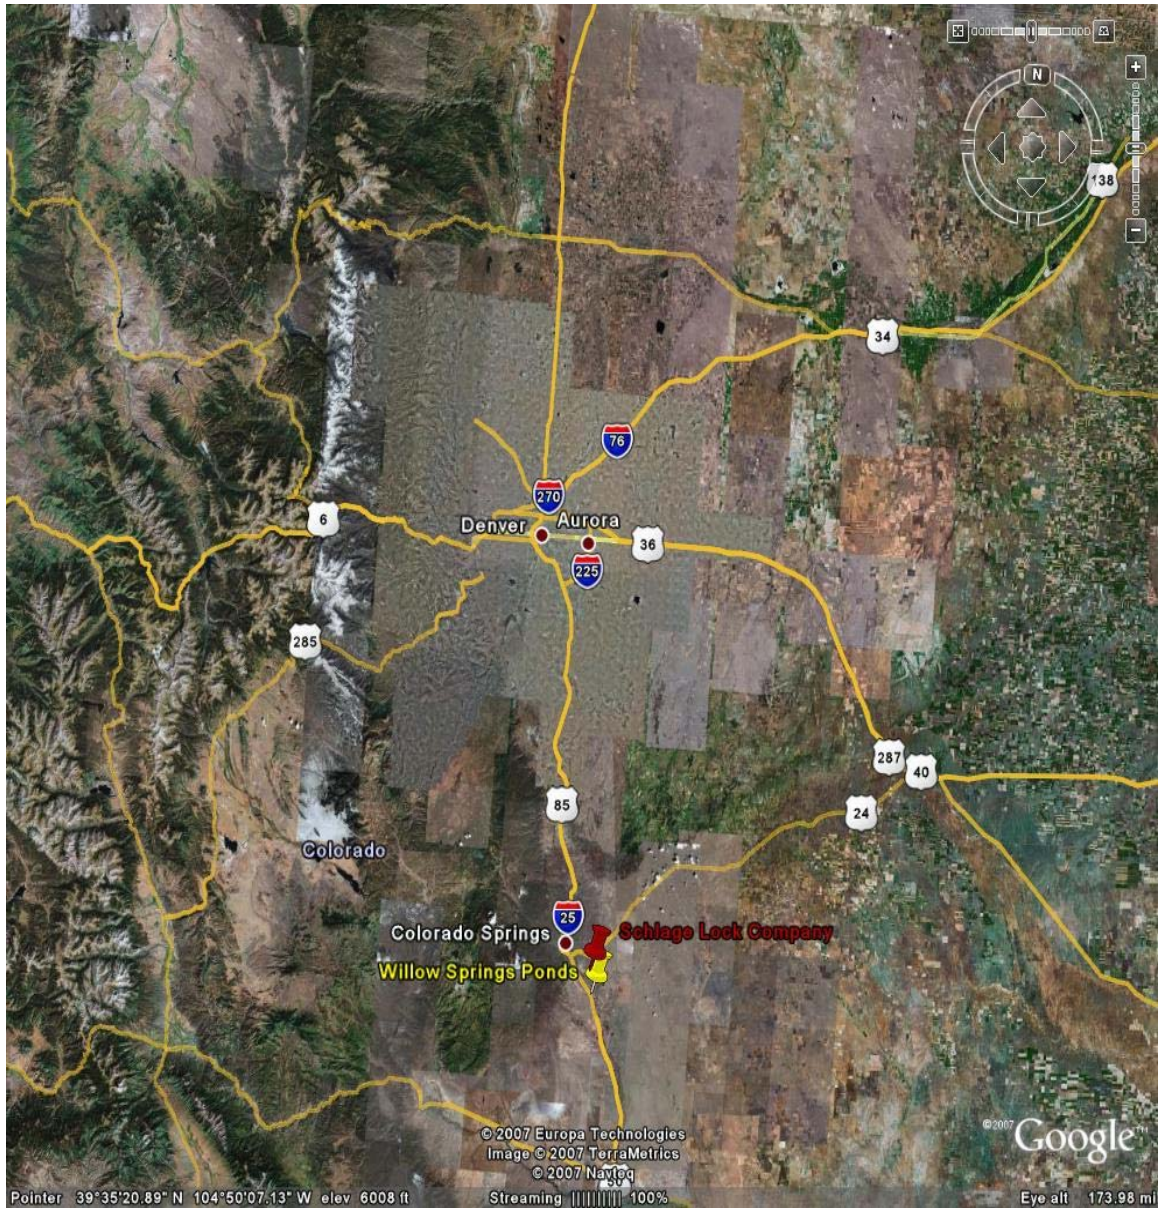 N
138
34
76
270
Denver
Aurora
6
36
225
285
287
40
85
24
Colorado
25
Colorado Springs
Schlage Lock Company
Willow Springs Ponds
© 2007 Europa Technologies
Image © 2007 TerraMetrics
© 2007 Navteq
©2007 Google™
Pointer 39°35'20.89" N 104°50'07.13" W elev 6008 ft Streaming |||||||||| 100% Eye alt 173.98 mi